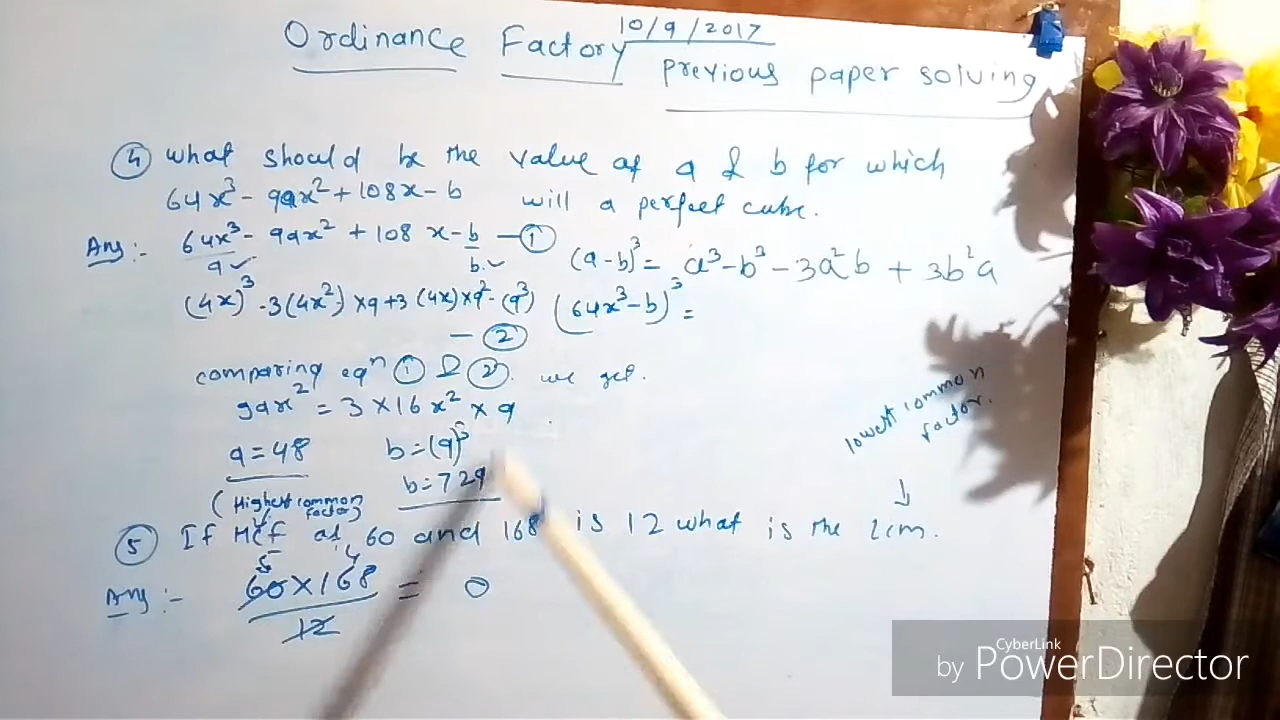 Ordinance Factory 10/9/2017
previous paper solving
④ what should be the value of a & b for which
64x³ - 9ax² + 108x - b will a perfect cube.
Ans:- 64x³ - 9ax² + 108 x - b — ①
a ✓ b. ✓
(a-b)³ = a³ - b³ - 3a²b + 3b²a
(4x)³ - 3(4x²) × 9 + 3 (4x) × 9² - (9³) (64x³ - b)³ =
— ②
comparing eqⁿ ① & ②. we get.
9ax² = 3 × 16 x² × 9
a = 48 b = (9)³
b = 729
lowest common
factor.
(Highest common
factor)
⑤ If Hcf of 60 and 168 is 12 what is the lcm.
5
Ans:- 60 × 168 = 0
12
CyberLink
by PowerDirector